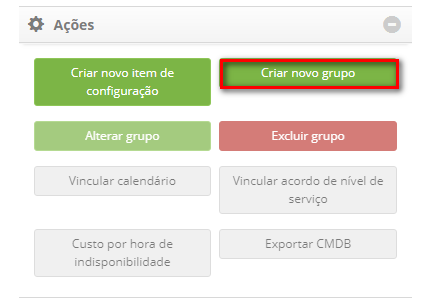 Ações
Criar novo item de
configuração
Criar novo grupo
Alterar grupo
Excluir grupo
Vincular calendário
Vincular acordo de nível de
serviço
Custo por hora de
indisponibilidade
Exportar CMDB